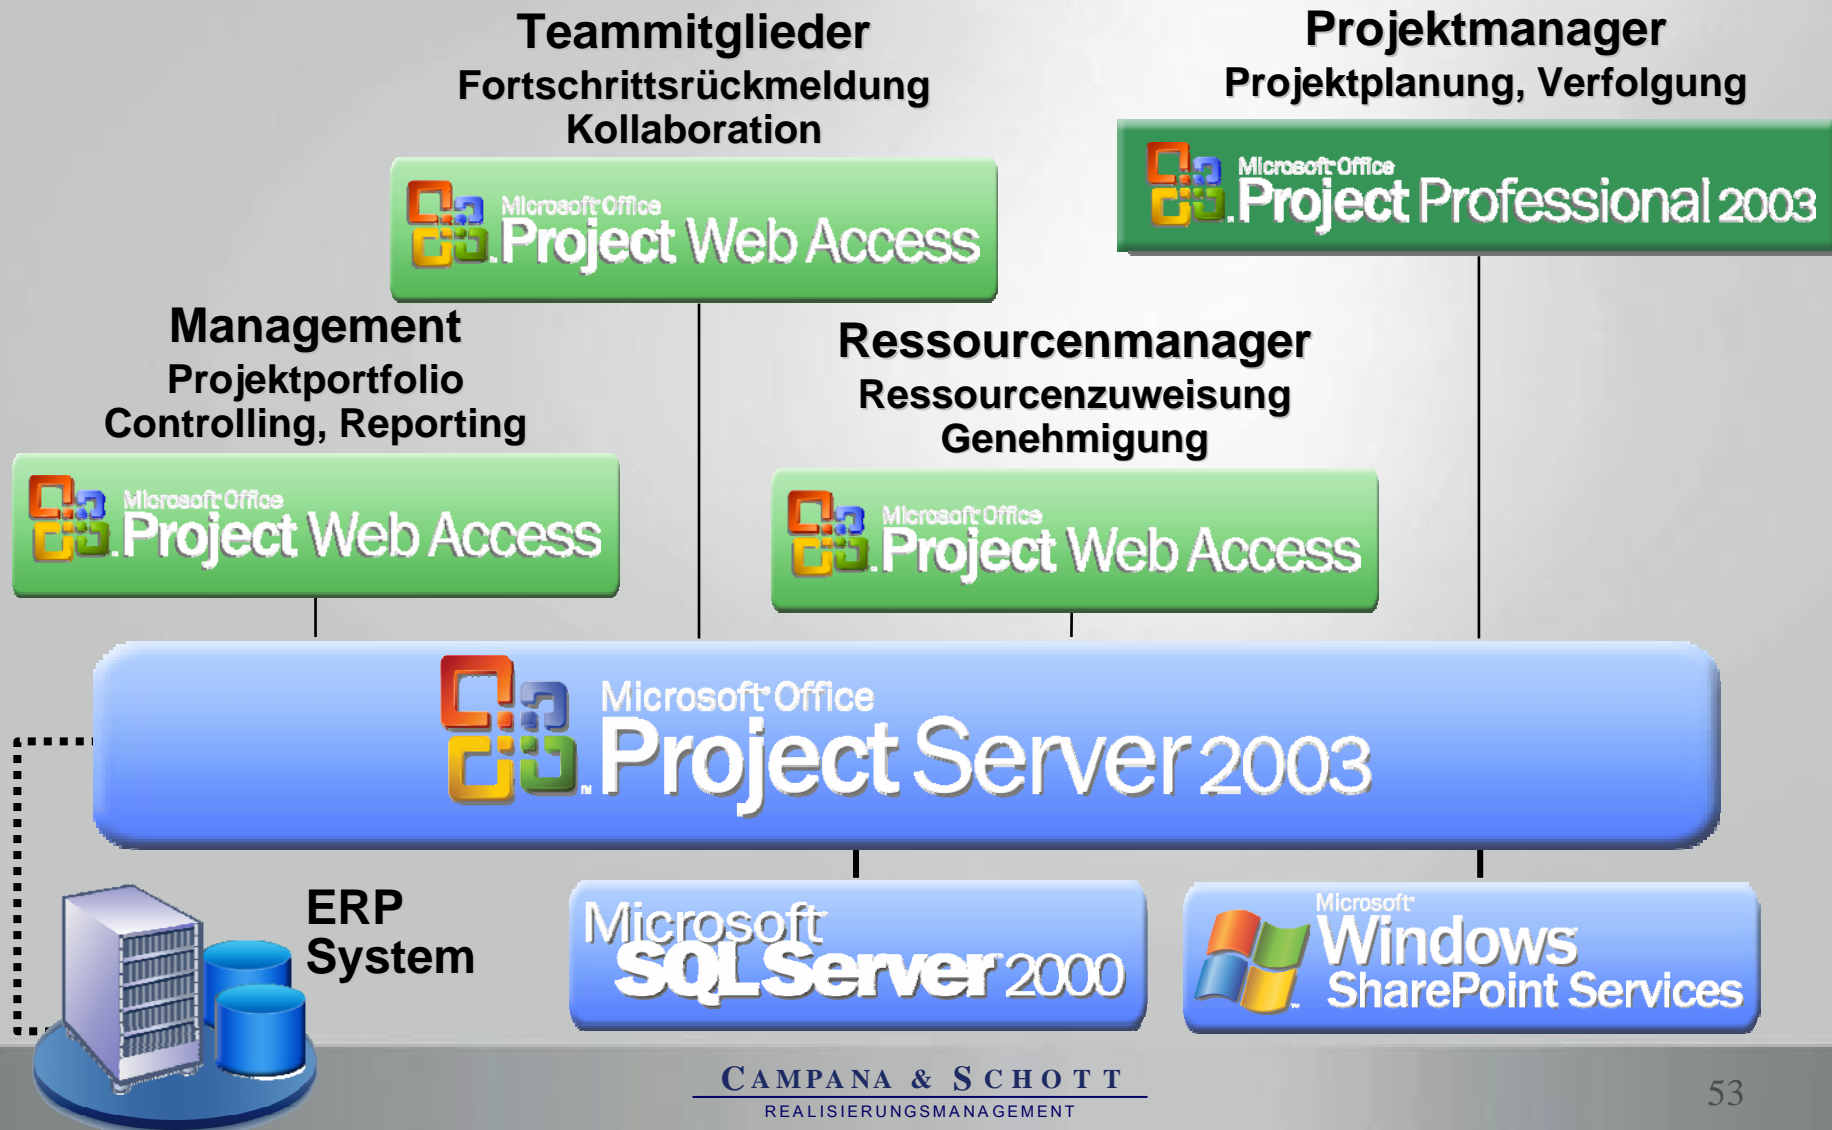 Teammitglieder
Fortschrittsrückmeldung
Kollaboration
Microsoft Office
Project Web Access
Projektmanager
Projektplanung, Verfolgung
Microsoft Office
Project Professional 2003
Management
Projektportfolio
Controlling, Reporting
Microsoft Office
Project Web Access
Ressourcenmanager
Ressourcenzuweisung
Genehmigung
Microsoft Office
Project Web Access
Microsoft Office
Project Server 2003
ERP
System
Microsoft
SQL Server 2000
Microsoft
Windows
SharePoint Services
CAMPANA & SCHOTT
REALISIERUNGSMANAGEMENT
53